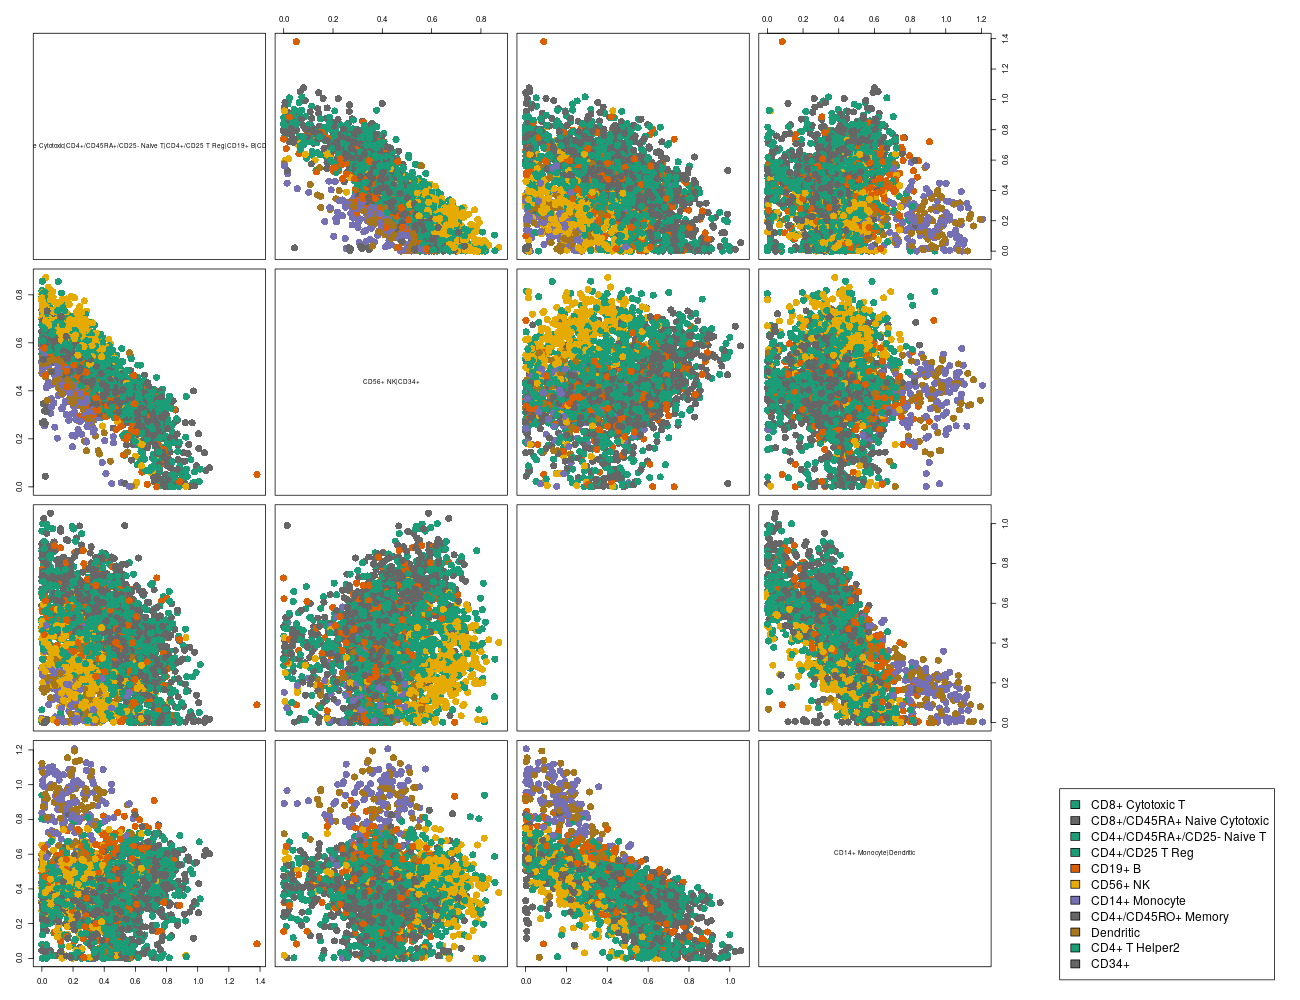 0.0 0.2 0.4 0.6 0.8
0.0 0.2 0.4 0.6 0.8 1.0 1.2
e Cytotoxic|CD4+/CD45RA+/CD25- Naive T|CD4+/CD25 T Reg|CD19+ B|CD
0.0 0.2 0.4 0.6 0.8 1.0 1.2 1.4
0.0 0.2 0.4 0.6 0.8
CD56+ NK|CD34+
0.0 0.2 0.4 0.6 0.8 1.0
0.0 0.2 0.4 0.6 0.8 1.0 1.2
CD14+ Monocyte|Dendritic
0.0 0.2 0.4 0.6 0.8 1.0 1.2 1.4
0.0 0.2 0.4 0.6 0.8 1.0
CD8+ Cytotoxic T
CD8+/CD45RA+ Naive Cytotoxic
CD4+/CD45RA+/CD25- Naive T
CD4+/CD25 T Reg
CD19+ B
CD56+ NK
CD14+ Monocyte
CD4+/CD45RO+ Memory
Dendritic
CD4+ T Helper2
CD34+